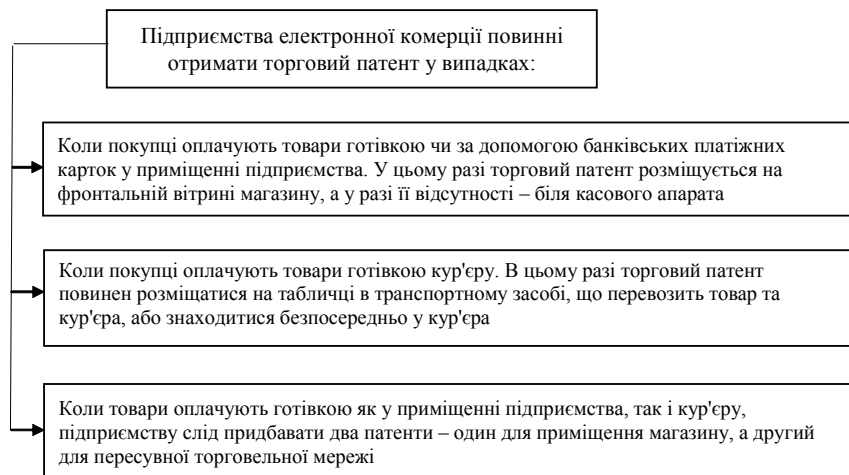 Підприємства електронної комерції повинні
отримати торговий патент у випадках:
Коли покупці оплачують товари готівкою чи за допомогою банківських платіжних
карток у приміщенні підприємства. У цьому разі торговий патент розміщується на
фронтальній вітрині магазину, а у разі її відсутності – біля касового апарата
Коли покупці оплачують товари готівкою кур'єру. В цьому разі торговий патент
повинен розміщатися на табличці в транспортному засобі, що перевозить товар та
кур'єра, або знаходитися безпосередньо у кур'єра
Коли товари оплачують готівкою як у приміщенні підприємства, так і кур'єру,
підприємству слід придбавати два патенти – один для приміщення магазину, а другий
для пересувної торговельної мережі